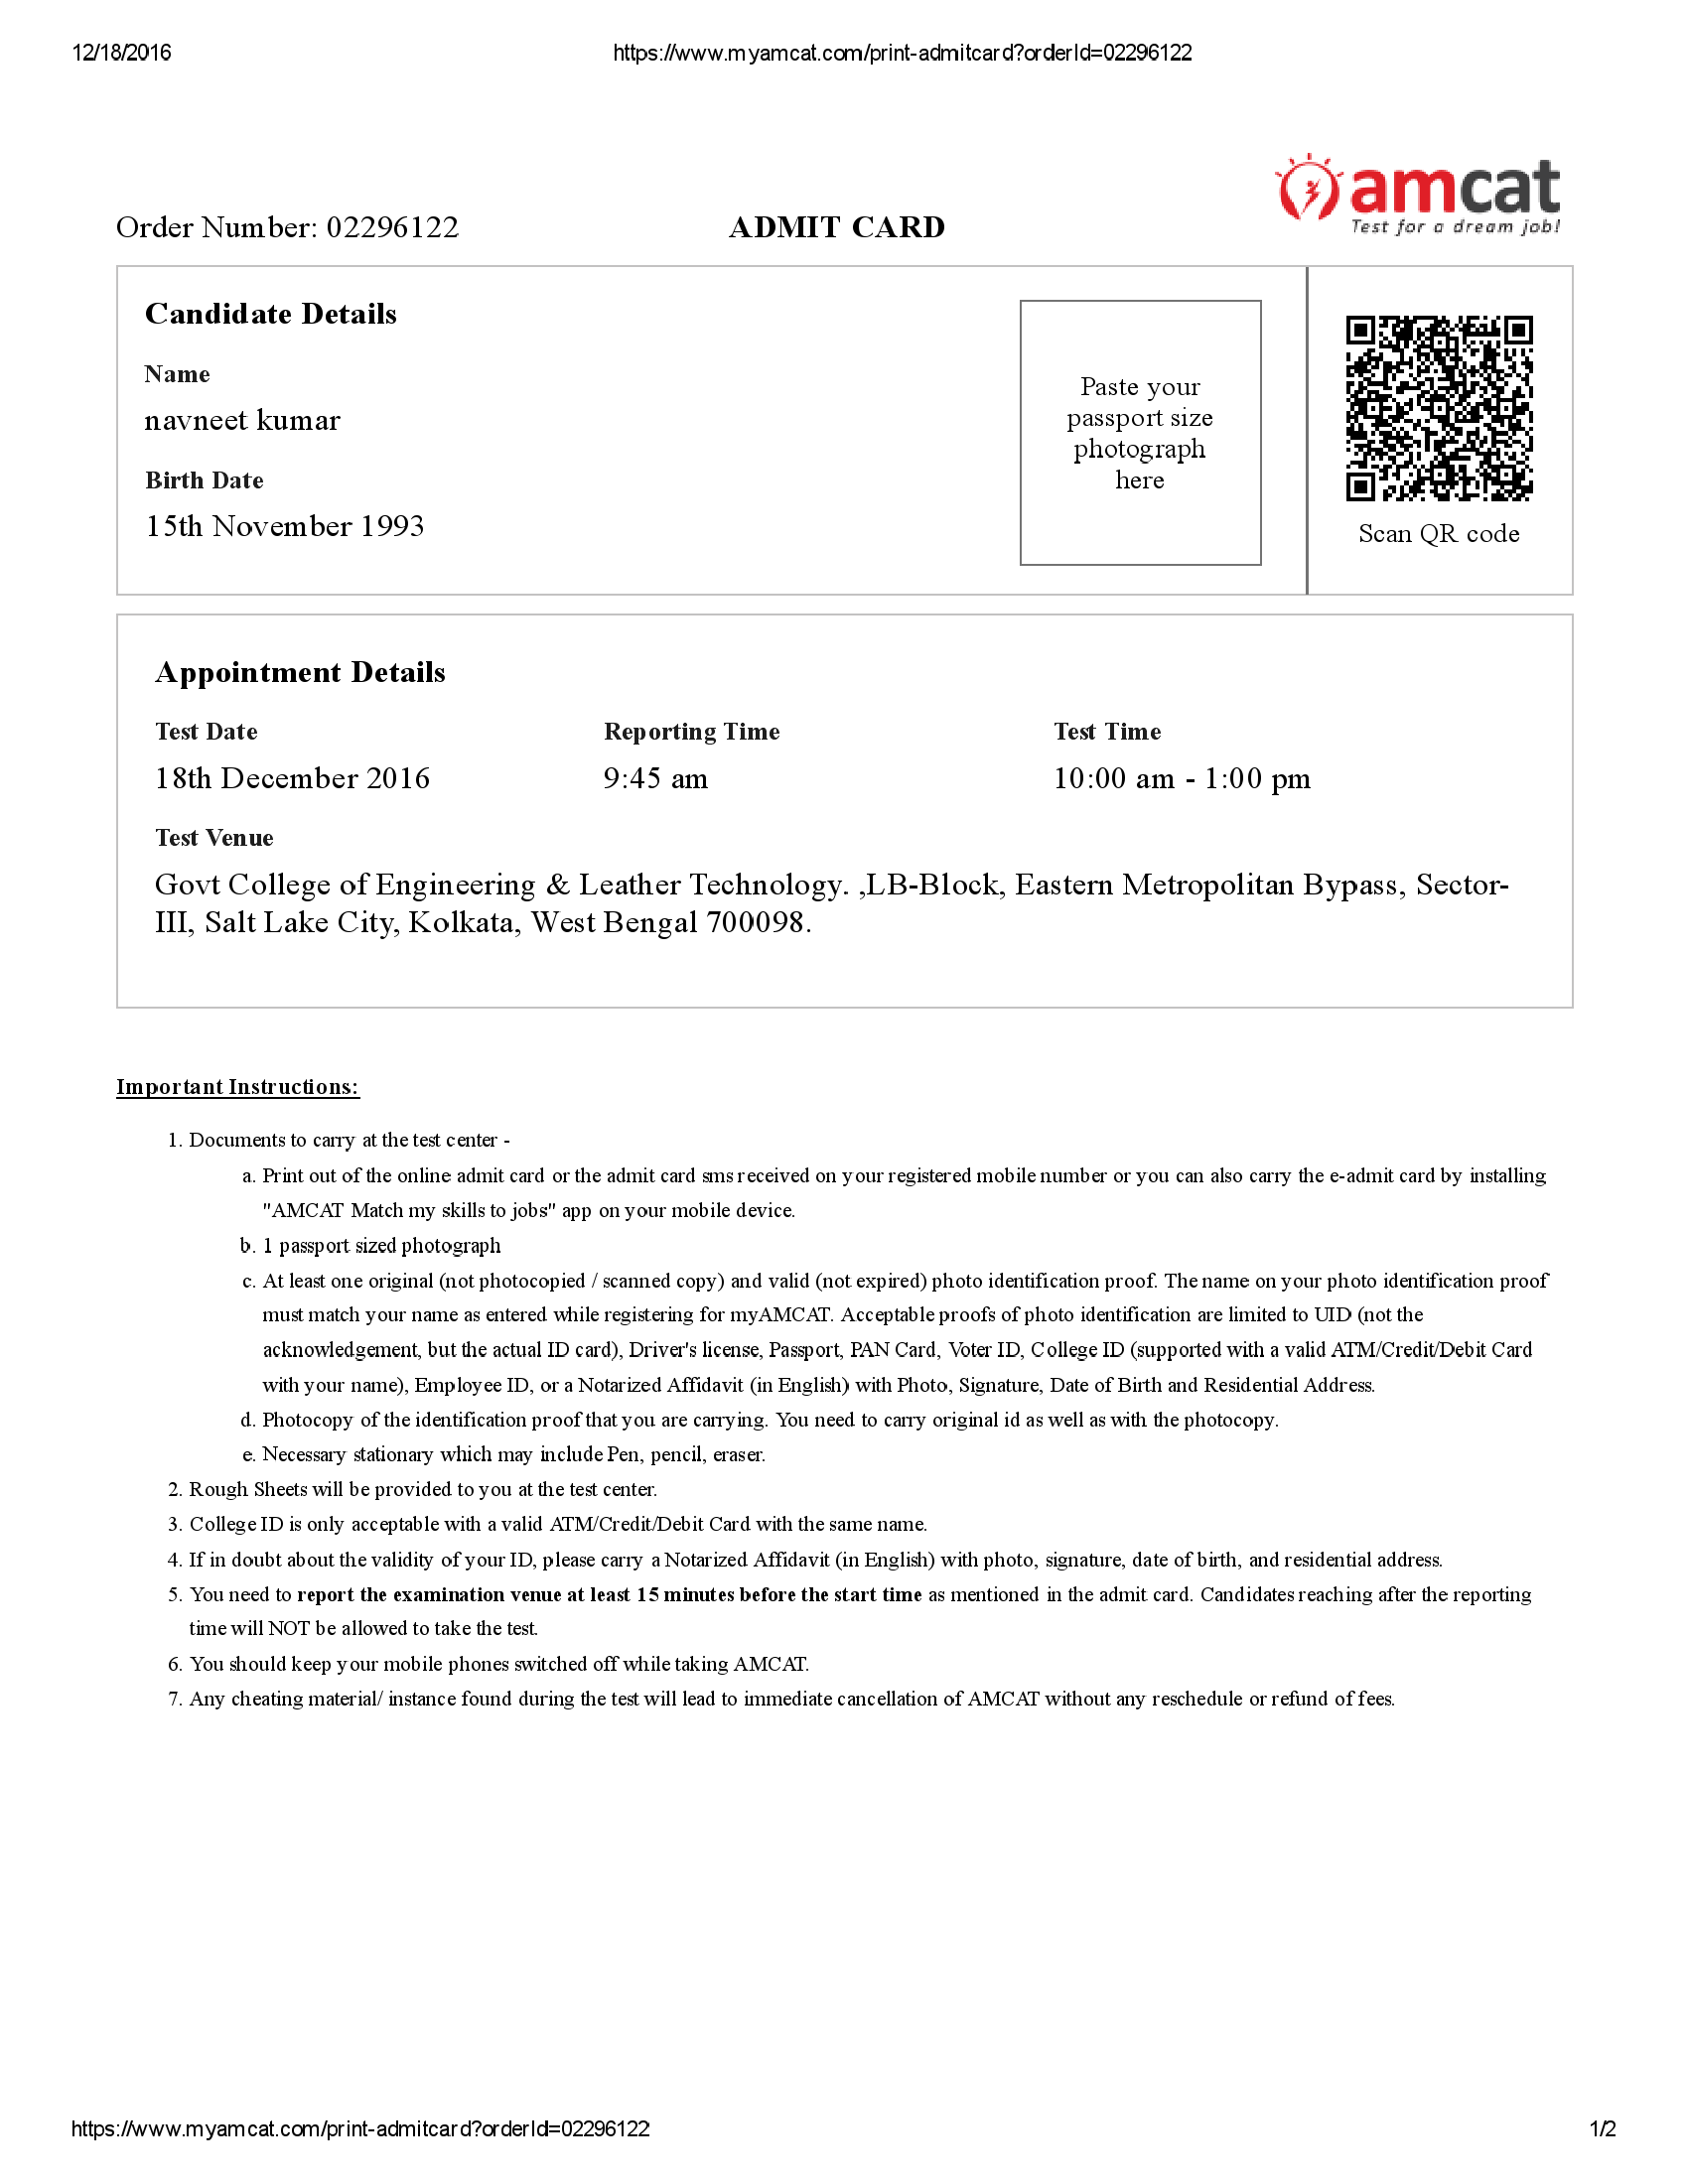 12/18/2016
https://www.myamcat.com/print-admitcard?orderId=02296122
amcat
Test for a dream job!
Order Number: 02296122
ADMIT CARD
Candidate Details
Name
navneet kumar
Birth Date
15th November 1993
Paste your
passport size
photograph
here
Scan QR code
Appointment Details
Test Date
Reporting Time
Test Time
18th December 2016
9:45 am
10:00 am - 1:00 pm
Test Venue
Govt College of Engineering & Leather Technology. ,LB-Block, Eastern Metropolitan Bypass, Sector-
III, Salt Lake City, Kolkata, West Bengal 700098.
Important Instructions:
1. Documents to carry at the test center -
a. Print out of the online admit card or the admit card sms received on your registered mobile number or you can also carry the e-admit card by installing
"AMCAT Match my skills to jobs" app on your mobile device.
b. 1 passport sized photograph
c. At least one original (not photocopied / scanned copy) and valid (not expired) photo identification proof. The name on your photo identification proof
must match your name as entered while registering for myAMCAT. Acceptable proofs of photo identification are limited to UID (not the
acknowledgement, but the actual ID card), Driver's license, Passport, PAN Card, Voter ID, College ID (supported with a valid ATM/Credit/Debit Card
with your name), Employee ID, or a Notarized Affidavit (in English) with Photo, Signature, Date of Birth and Residential Address.
d. Photocopy of the identification proof that you are carrying. You need to carry original id as well as with the photocopy.
e. Necessary stationary which may include Pen, pencil, eraser.
2. Rough Sheets will be provided to you at the test center.
3. College ID is only acceptable with a valid ATM/Credit/Debit Card with the same name.
4. If in doubt about the validity of your ID, please carry a Notarized Affidavit (in English) with photo, signature, date of birth, and residential address.
5. You need to report the examination venue at least 15 minutes before the start time as mentioned in the admit card. Candidates reaching after the reporting
time will NOT be allowed to take the test.
6. You should keep your mobile phones switched off while taking AMCAT.
7. Any cheating material/ instance found during the test will lead to immediate cancellation of AMCAT without any reschedule or refund of fees.
https://www.myamcat.com/print-admitcard?orderId=02296122
1/2